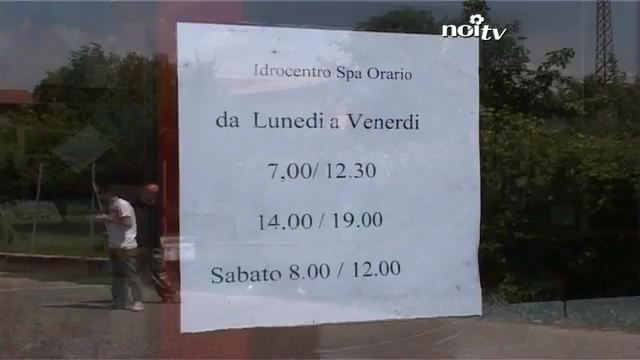 noitv
Idrocentro Spa Orario
da Lunedi a Venerdi
7,00/ 12.30
14.00 / 19.00
Sabato 8.00 / 12.00